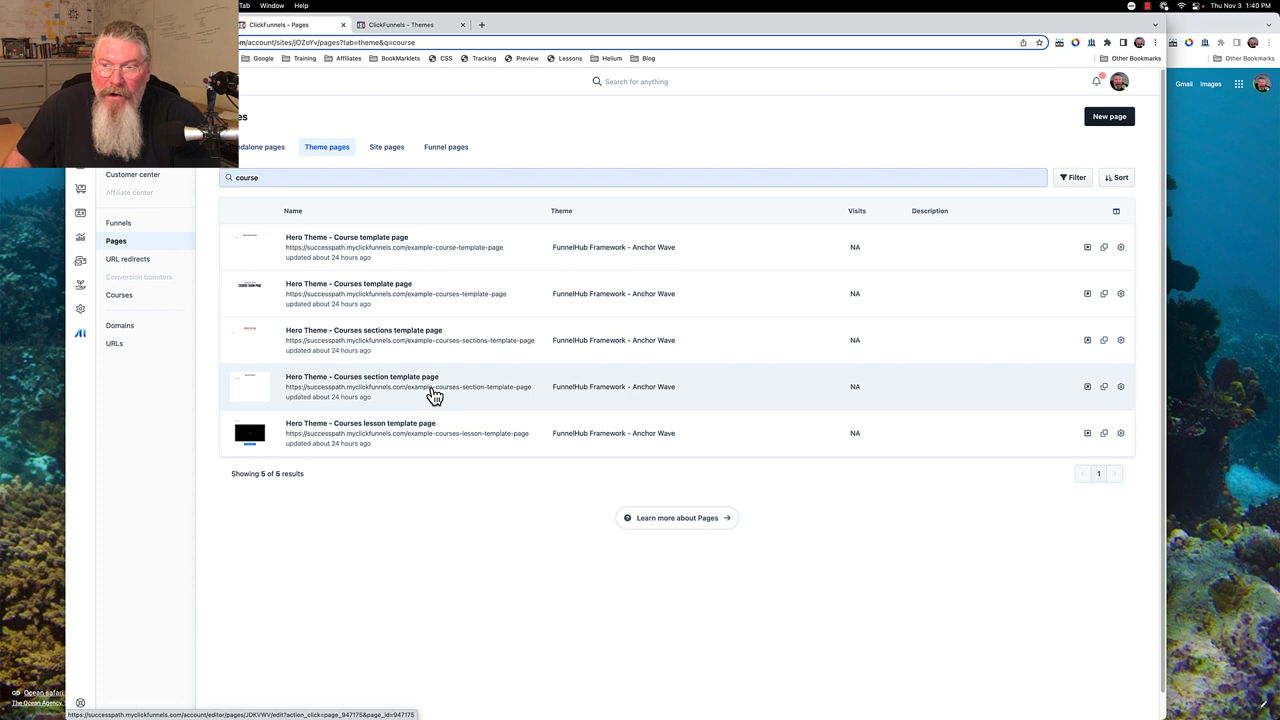 Tab Window Help
Thu Nov 3 1:40 PM
ClickFunnels - Pages
ClickFunnels - Themes
om/account/sites/jOZoYv/pages?tab=theme&q=course
Google Training Affiliates BookMarklets CSS Tracking Preview Lessons Helium Blog Other Bookmarks Other Bookmarks
Search for anything
Gmail Images
es
New page
ndalone pages Theme pages Site pages Funnel pages
Customer center
course
Filter Sort
Affiliate center
Name Theme Visits Description
Funnels
Pages
URL redirects
Conversion boosters
Courses
Domains
URLs
Hero Theme - Course template page
https://successpath.myclickfunnels.com/example-course-template-page
updated about 24 hours ago
FunnelHub Framework - Anchor Wave NA
Hero Theme - Courses template page
https://successpath.myclickfunnels.com/example-courses-template-page
updated about 24 hours ago
FunnelHub Framework - Anchor Wave NA
Hero Theme - Courses sections template page
https://successpath.myclickfunnels.com/example-courses-sections-template-page
updated about 24 hours ago
FunnelHub Framework - Anchor Wave NA
Hero Theme - Courses section template page
https://successpath.myclickfunnels.com/example-courses-section-template-page
updated about 24 hours ago
FunnelHub Framework - Anchor Wave NA
Hero Theme - Courses lesson template page
https://successpath.myclickfunnels.com/example-courses-lesson-template-page
updated about 24 hours ago
FunnelHub Framework - Anchor Wave NA
Showing 5 of 5 results
1
Learn more about Pages
Ocean safari
The Ocean Agency
https://successpath.myclickfunnels.com/account/editor/pages/JDKVWV/edit?action_click=page_947175&page_id=947175